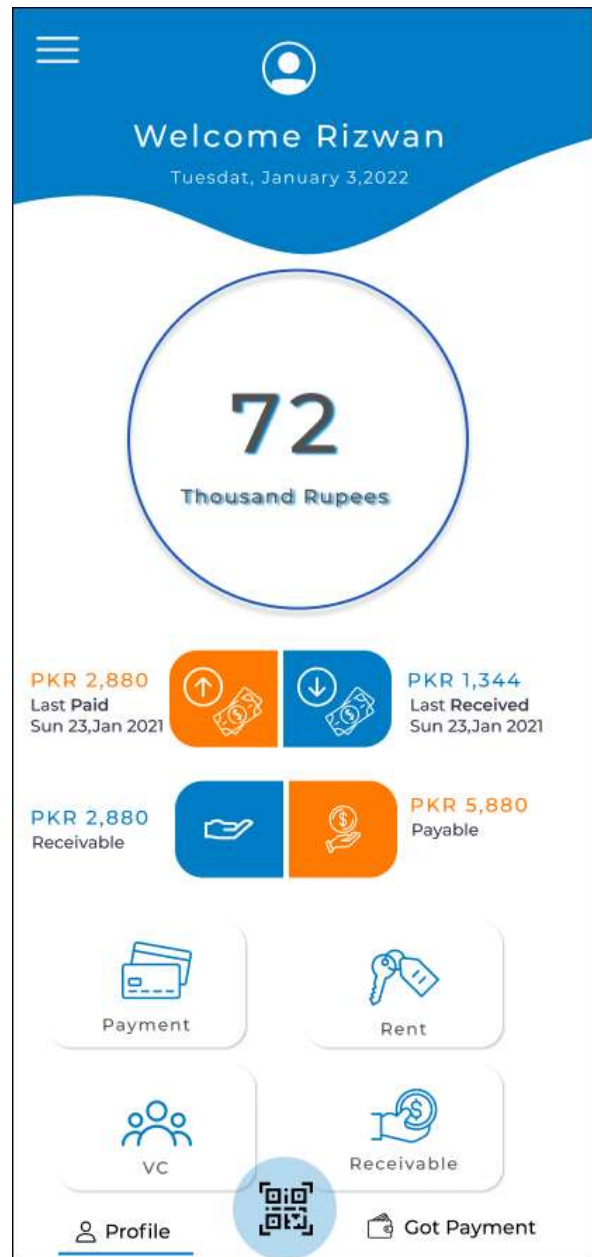 Welcome Rizwan
Tuesdat, January 3,2022
72
Thousand Rupees
PKR 2,880
Last Paid
Sun 23,Jan 2021
PKR 1,344
Last Received
Sun 23,Jan 2021
PKR 2,880
Receivable
PKR 5,880
Payable
Payment
Rent
VC
Receivable
Profile
Got Payment